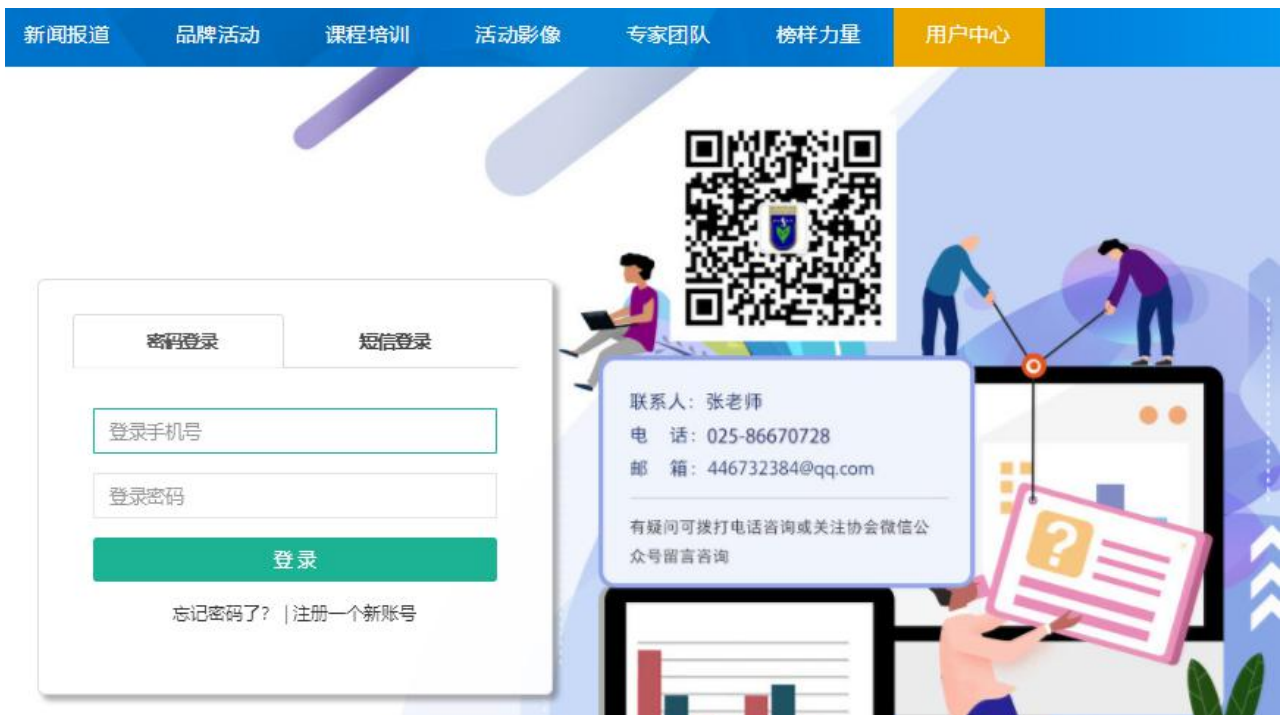 新闻报道 品牌活动 课程培训 活动影像 专家团队 榜样力量 用户中心
密码登录 短信登录
登录手机号
登录密码
登录
忘记密码了? |注册一个新账号
联系人: 张老师
电 话: 025-86670728
邮 箱: 446732384@qq.com
有疑问可拨打电话咨询或关注协会微信公
众号留言咨询
?